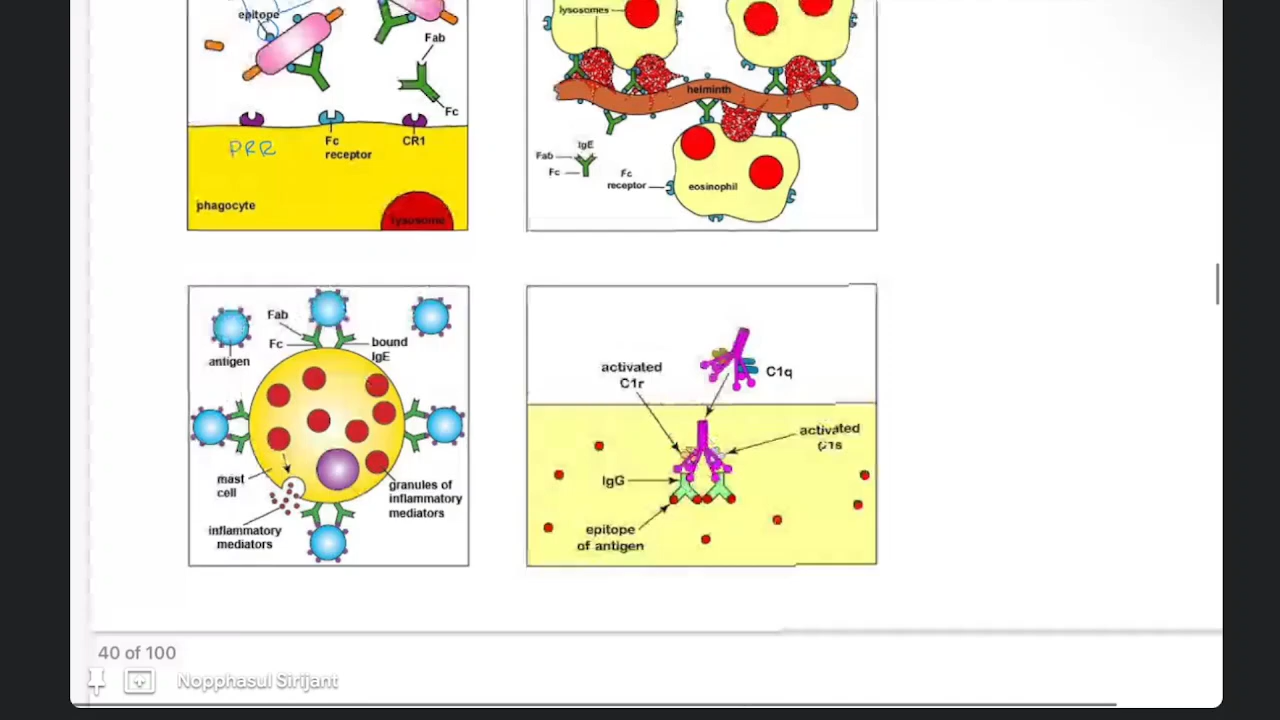 epitope
Fab
Fc
PRR
Fc
receptor
CR1
phagocyte
lysosome
lysosomes
helminth
IgE
Fab
Fc
Fc
receptor
eosinophil
Fab
Fc
bound
IgE
antigen
mast
cell
granules of
inflammatory
mediators
inflammatory
mediators
activated
C1r
C1q
activated
C1s
IgG
epitope
of antigen
40 of 100
Nopphasul Sirijant